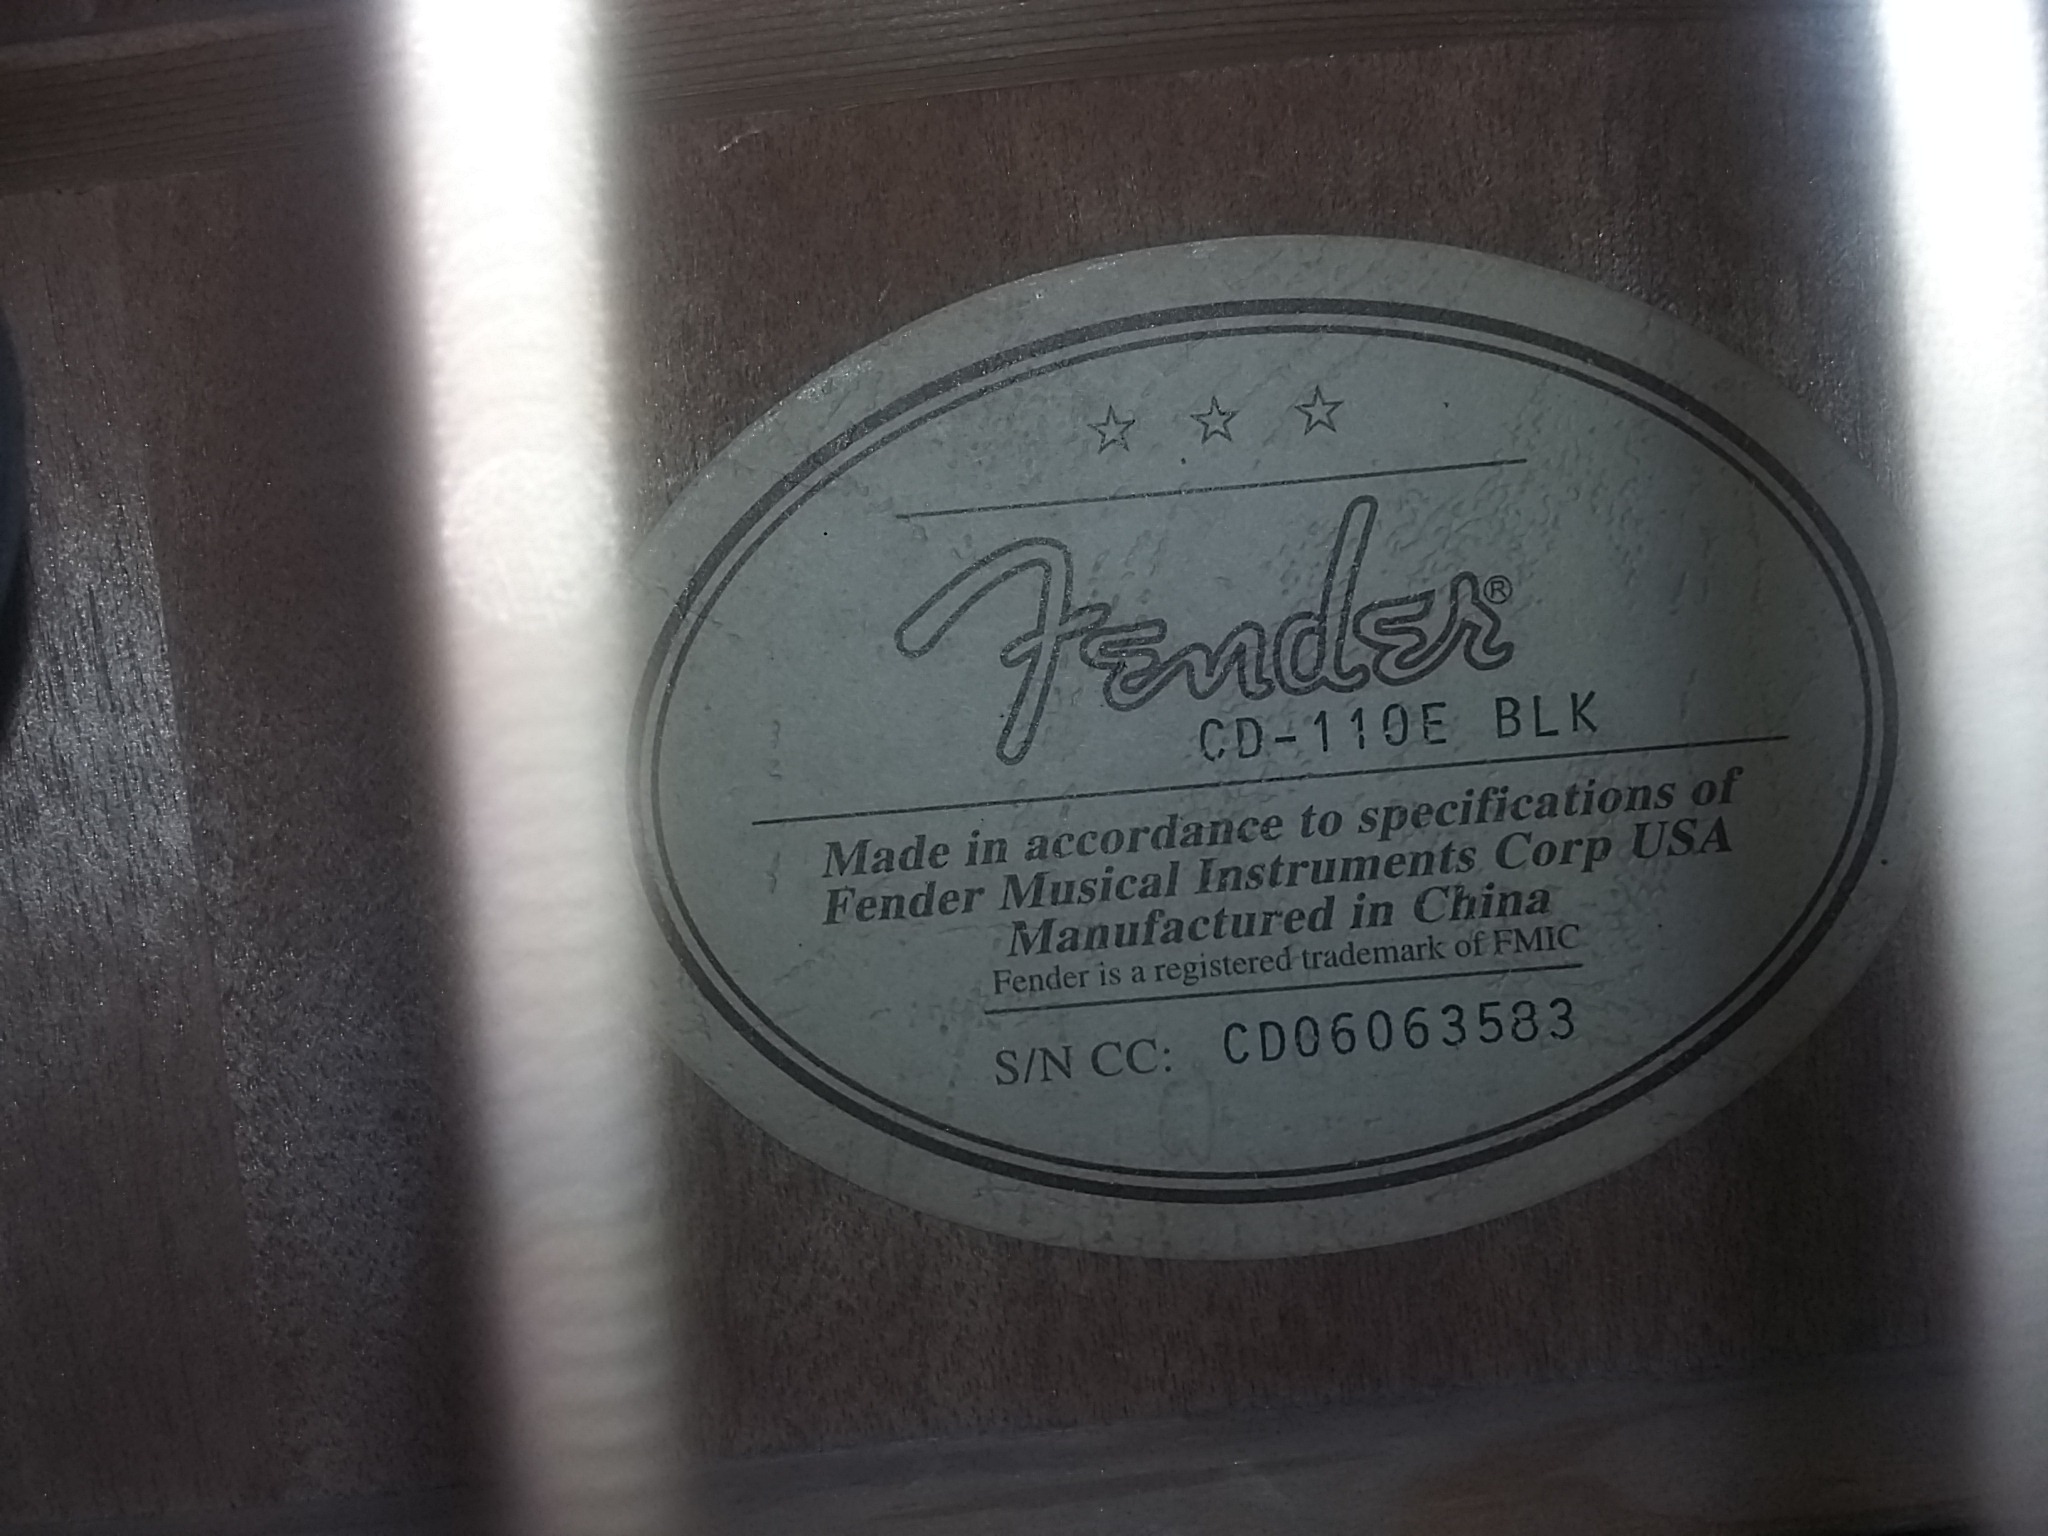 Fender®
CD-110E BLK
Made in accordance to specifications of
Fender Musical Instruments Corp USA
Manufactured in China
Fender is a registered trademark of FMIC
S/N CC: CD06063583